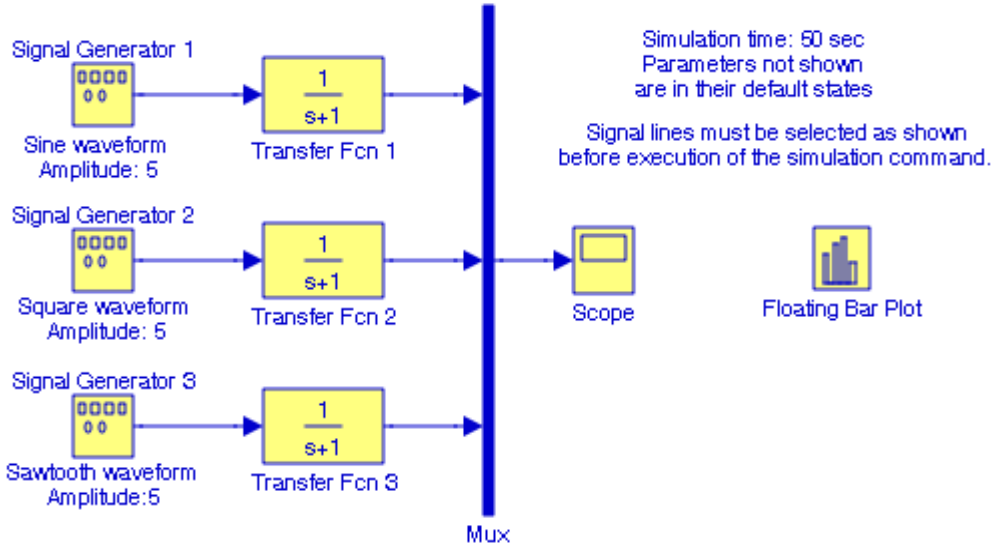 Signal Generator 1
Sine waveform
Amplitude: 5
1
s+1
Transfer Fcn 1
Simulation time: 50 sec
Parameters not shown
are in their default states
Signal lines must be selected as shown
before execution of the simulation command.
Signal Generator 2
Square waveform
Amplitude: 5
1
s+1
Transfer Fcn 2
Scope
Floating Bar Plot
Signal Generator 3
Sawtooth waveform
Amplitude:5
1
s+1
Transfer Fcn 3
Mux